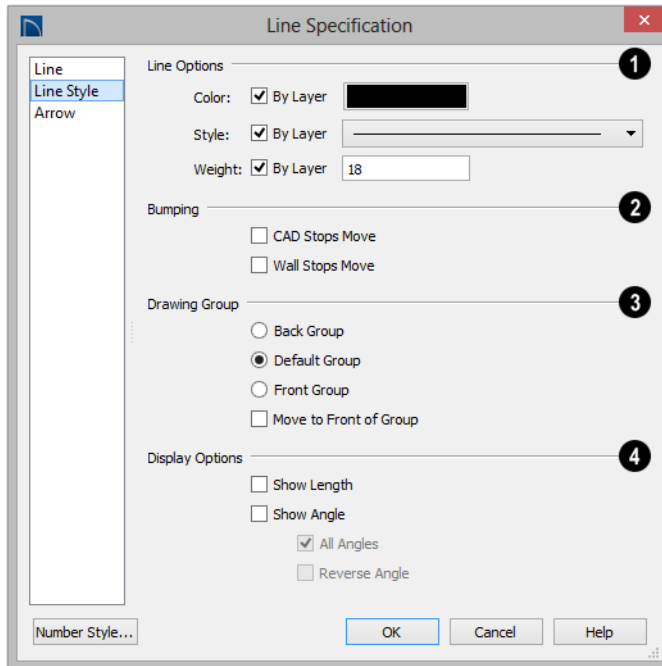 Line Specification
×
Line
Line Style
Arrow
Line Options
1
Color: By Layer
Style: By Layer
Weight: By Layer 18
Bumping
2
CAD Stops Move
Wall Stops Move
Drawing Group
3
Back Group
Default Group
Front Group
Move to Front of Group
Display Options
4
Show Length
Show Angle
All Angles
Reverse Angle
Number Style...
OK
Cancel
Help